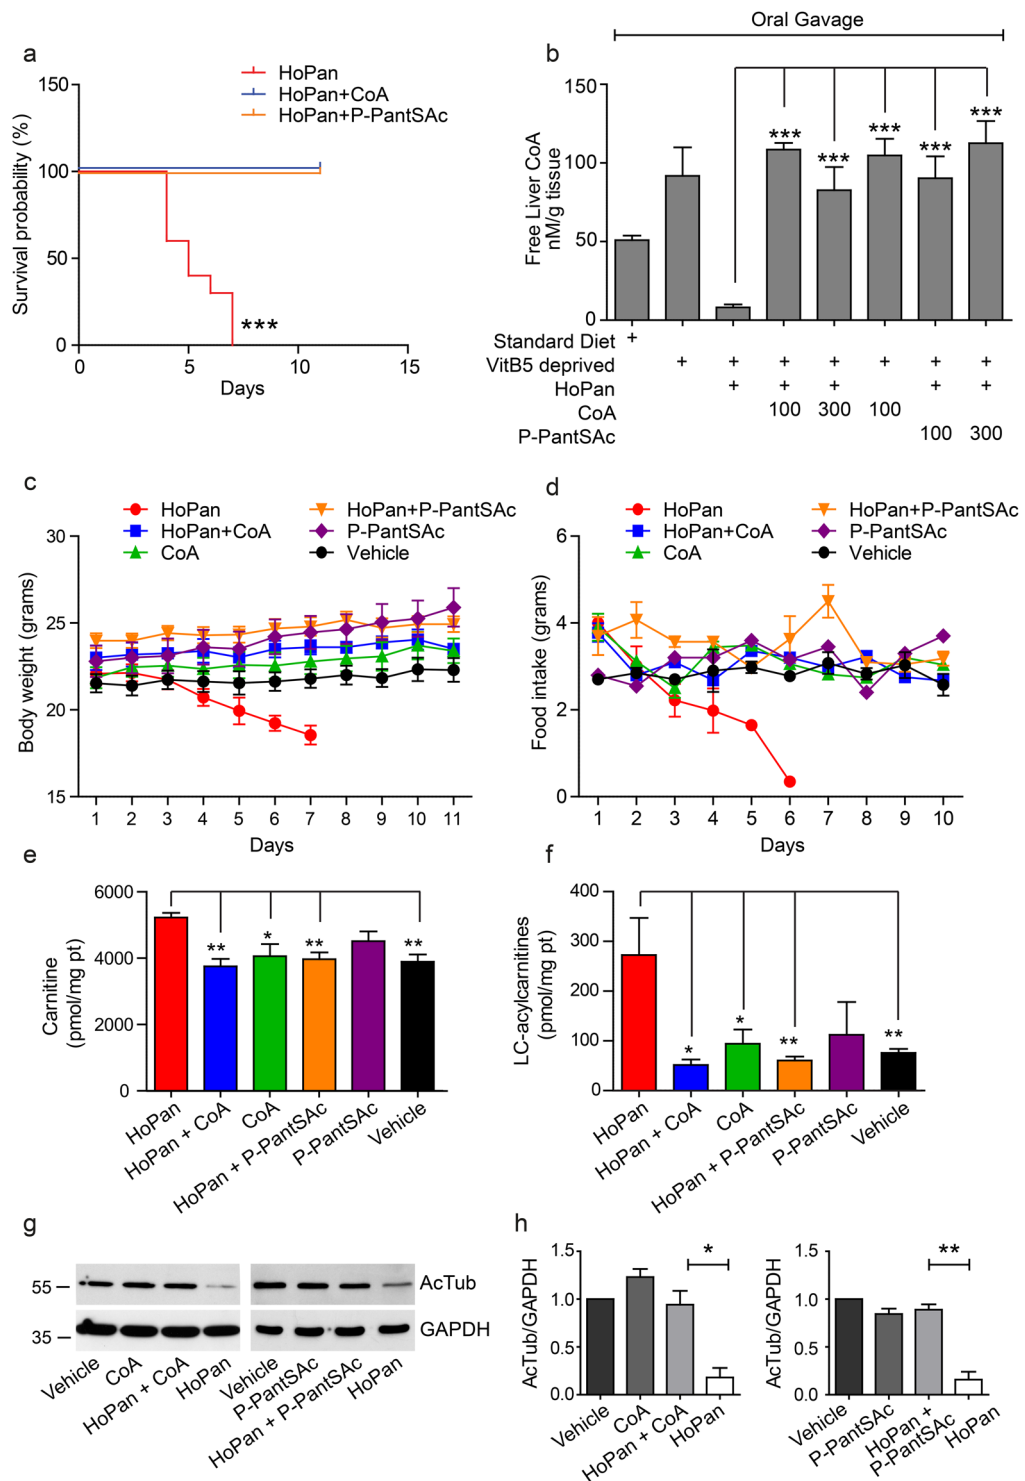 Oral Gavage
a
HoPan
HoPan+CoA
HoPan+P-PantSAc
Survival probability (%)
150
100
50
0
***
0
5
10
15
Days
b
Free Liver CoA
nM/g tissue
150
100
50
0
***
***
***
***
***
Standard Diet +
VitB5 deprived + + + + + + +
HoPan + + + + +
CoA 100 300 100
P-PantSAc 100 300
c
HoPan
HoPan+CoA
CoA
HoPan+P-PantSAc
P-PantSAc
Vehicle
Body weight (grams)
30
25
20
15
1 2 3 4 5 6 7 8 9 10 11
Days
d
HoPan
HoPan+CoA
CoA
HoPan+P-PantSAc
P-PantSAc
Vehicle
Food intake (grams)
6
4
2
0
1 2 3 4 5 6 7 8 9 10
Days
e
Carnitine
(pmol/mg pt)
6000
4000
2000
0
**
*
**
**
HoPan
HoPan + CoA
CoA
HoPan + P-PantSAc
P-PantSAc
Vehicle
f
LC-acylcarnitines
(pmol/mg pt)
400
300
200
100
0
*
*
**
**
HoPan
HoPan + CoA
CoA
HoPan + P-PantSAc
P-PantSAc
Vehicle
g
55
35
AcTub
GAPDH
Vehicle
CoA
HoPan + CoA
HoPan
Vehicle
P-PantSAc
HoPan + P-PantSAc
HoPan
h
AcTub/GAPDH
1.5
1.0
0.5
0.0
*
Vehicle
CoA
HoPan + CoA
HoPan
AcTub/GAPDH
1.5
1.0
0.5
0.0
**
Vehicle
P-PantSAc
HoPan +
P-PantSAc
HoPan